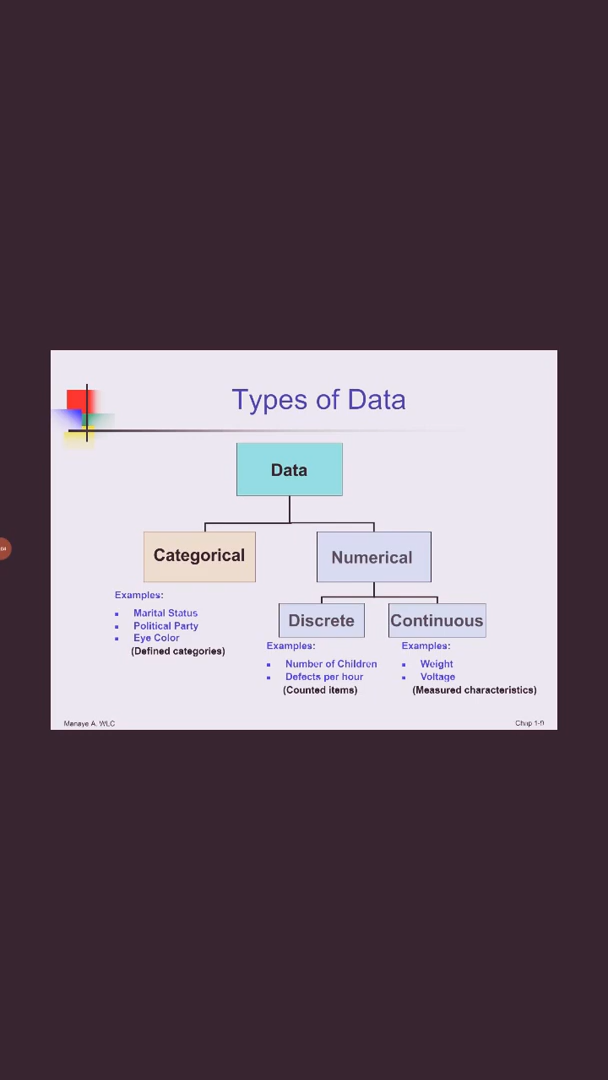 Types of Data
Data
Categorical
Numerical
Examples:
Marital Status
Political Party
Eye Color
(Defined categories)
Discrete
Continuous
Examples:
Number of Children
Defects per hour
(Counted items)
Examples:
Weight
Voltage
(Measured characteristics)
Manaye A. WLC
Chap 1-9